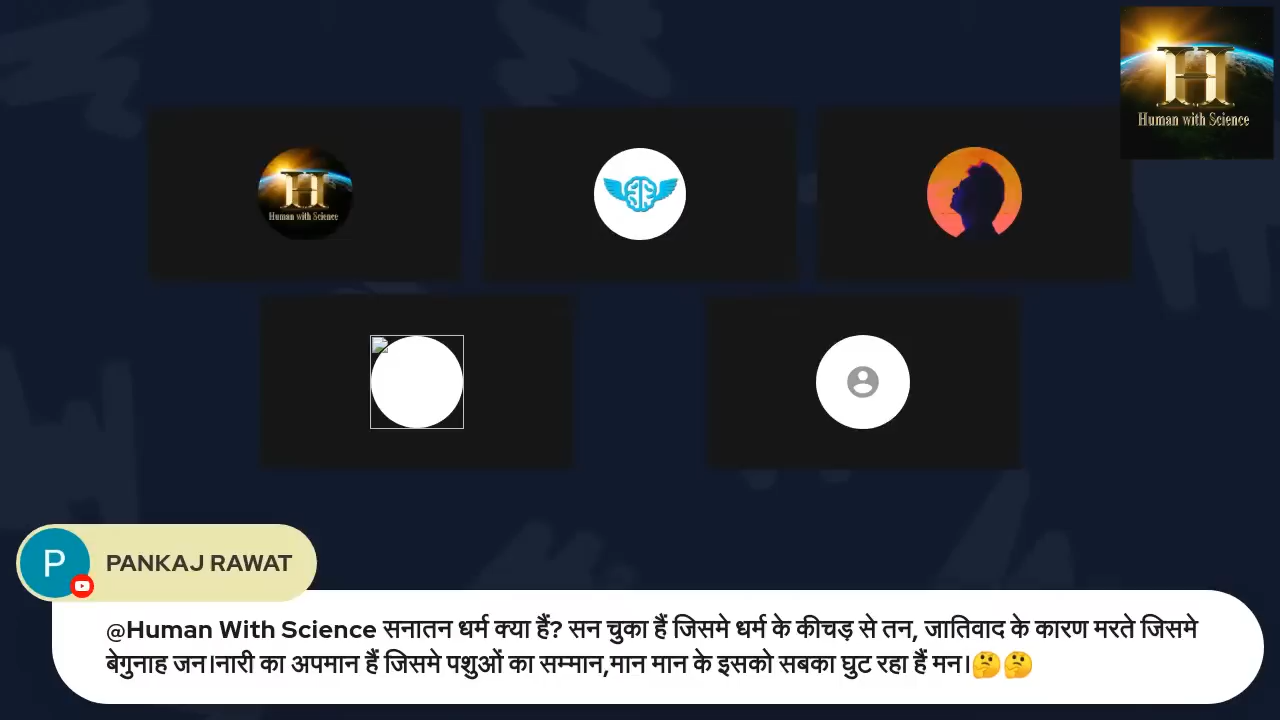 H
Human with Science
H
Human with Science
P
PANKAJ RAWAT
@Human With Science सनातन धर्म क्या हैं? सन चुका हैं जिसमे धर्म के कीचड़ से तन, जातिवाद के कारण मरते जिसमे
बेगुनाह जन।नारी का अपमान हैं जिसमे पशुओं का सम्मान,मान मान के इसको सबका घुट रहा हैं मन।🤔🤔